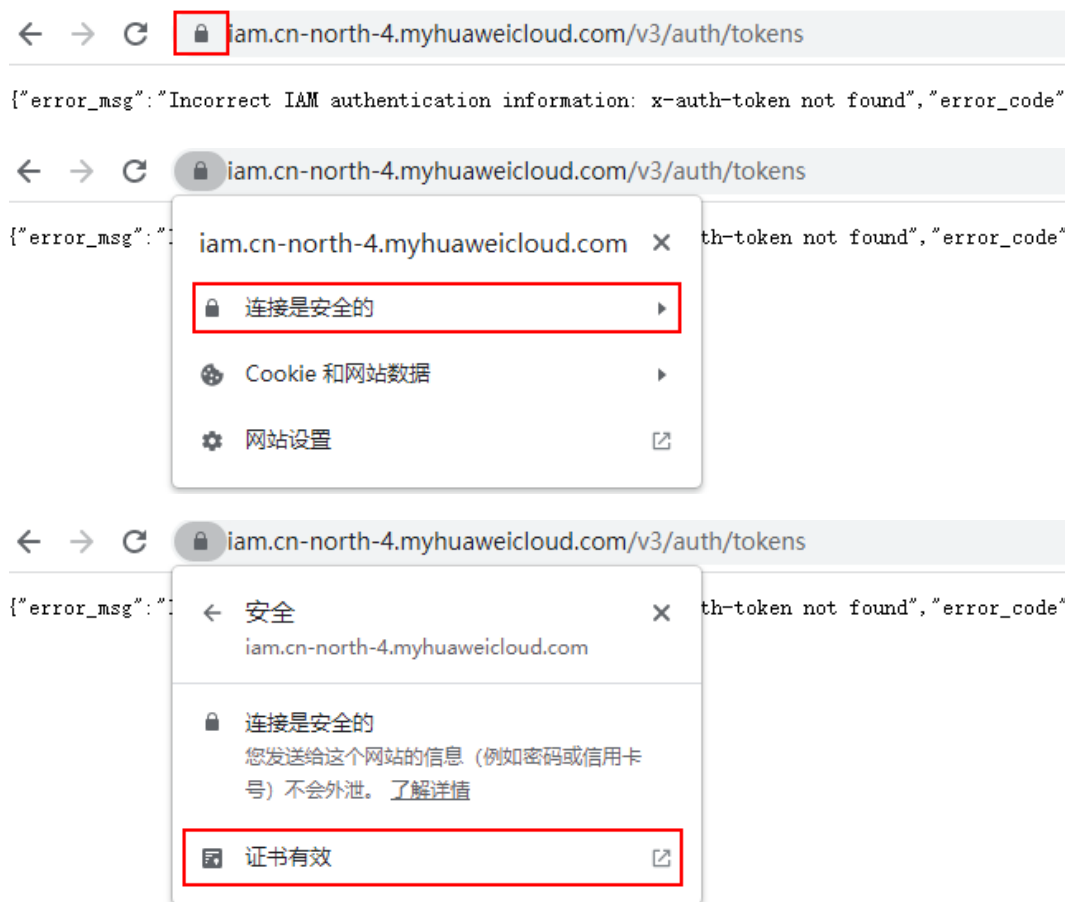 iam.cn-north-4.myhuaweicloud.com/v3/auth/tokens
{"error_msg":"Incorrect IAM authentication information: x-auth-token not found","error_code"
iam.cn-north-4.myhuaweicloud.com/v3/auth/tokens
{"error_msg":" th-token not found","error_code"
iam.cn-north-4.myhuaweicloud.com
连接是安全的
Cookie 和网站数据
网站设置
iam.cn-north-4.myhuaweicloud.com/v3/auth/tokens
{"error_msg":" th-token not found","error_code"
安全
iam.cn-north-4.myhuaweicloud.com
连接是安全的
您发送给这个网站的信息（例如密码或信用卡
号）不会外泄。 了解详情
证书有效